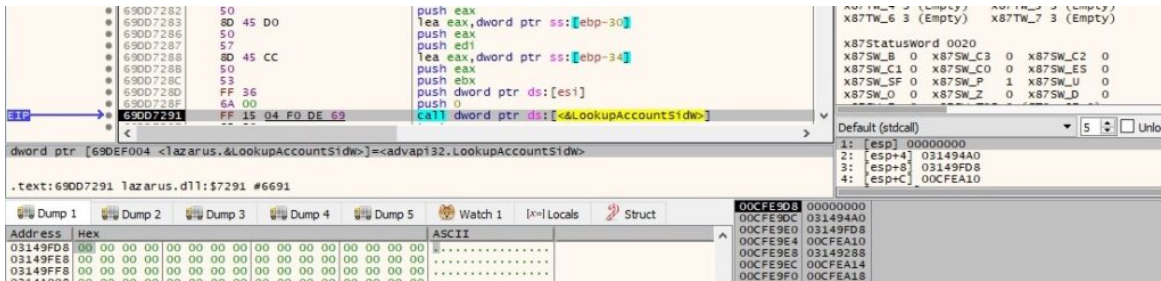 69DD7282 50 push eax
69DD7283 8D 45 D0 lea eax,dword ptr ss:[ebp-30]
69DD7286 50 push eax
69DD7287 57 push edi
69DD7288 8D 45 CC lea eax,dword ptr ss:[ebp-34]
69DD728B 50 push eax
69DD728C 53 push ebx
69DD728D FF 36 push dword ptr ds:[esi]
69DD728F 6A 00 push 0
EIP 69DD7291 FF 15 04 F0 DE 69 call dword ptr ds:[<&LookupAccountSidW>]
dword ptr [69DEF004 <lazarus.&LookupAccountSidW>]=<advapi32.LookupAccountSidW>
.text:69DD7291 lazarus.dll:$7291 #6691
x87TW_6 3 (Empty) x87TW_7 3 (Empty)
x87StatusWord 0020
x87SW_B 0 x87SW_C3 0 x87SW_C2 0
x87SW_C1 0 x87SW_C0 0 x87SW_ES 0
x87SW_SF 0 x87SW_P 1 x87SW_U 0
x87SW_O 0 x87SW_Z 0 x87SW_D 0
Default (stdcall) 5 Unlo
1: [esp] 00000000
2: [esp+4] 031494A0
3: [esp+8] 03149FD8
4: [esp+C] 00CFEA10
Dump 1 Dump 2 Dump 3 Dump 4 Dump 5 Watch 1 [x=] Locals Struct
Address Hex ASCII
03149FD8 00 00 00 00 00 00 00 00 00 00 00 00 00 00 00 00 ................
03149FE8 00 00 00 00 00 00 00 00 00 00 00 00 00 00 00 00 ................
03149FF8 00 00 00 00 00 00 00 00 00 00 00 00 00 00 00 00 ................
00CFE9D8 00000000
00CFE9DC 031494A0
00CFE9E0 03149FD8
00CFE9E4 00CFEA10
00CFE9E8 03149288
00CFE9EC 00CFEA14
00CFE9F0 00CFEA18